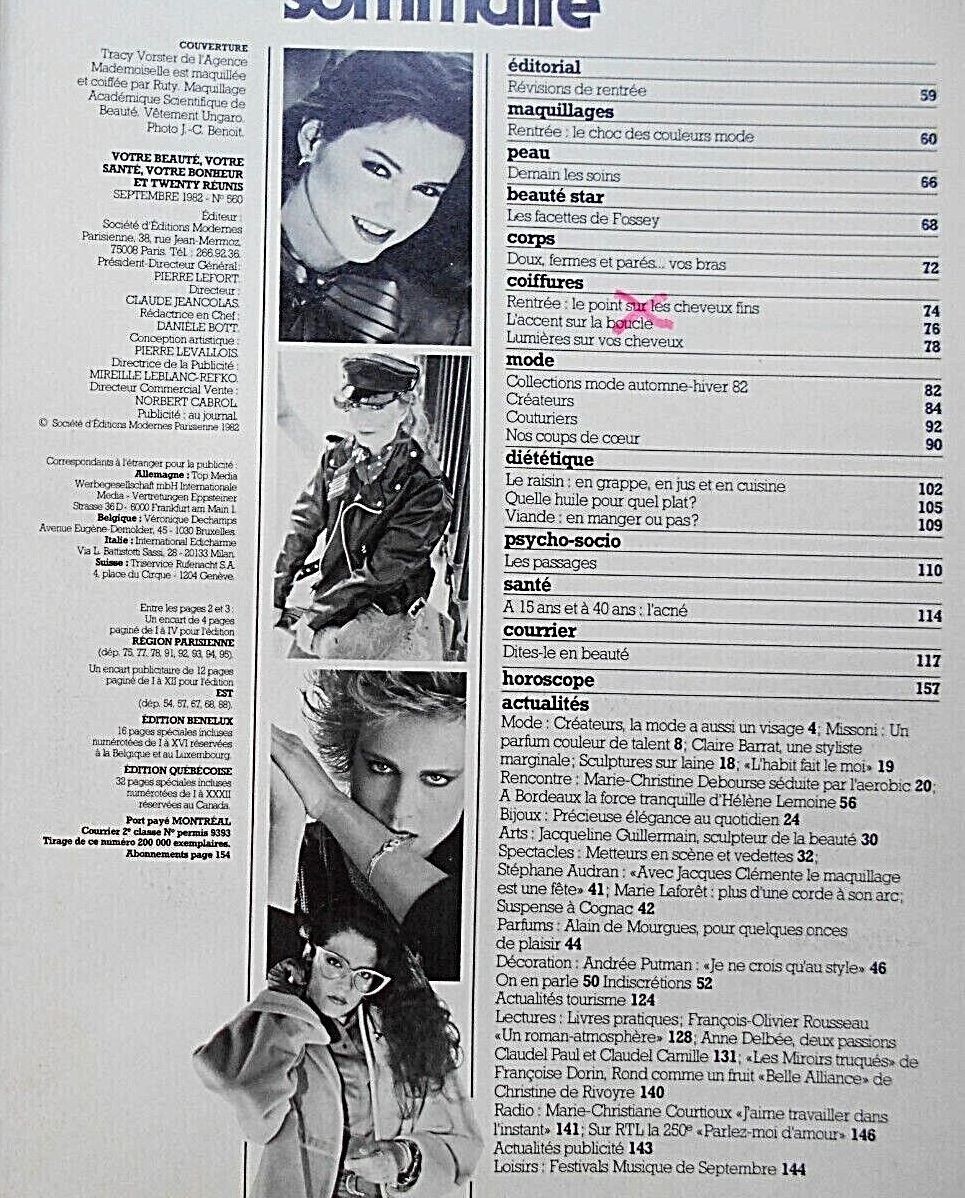 sommaire
COUVERTURE
Tracy Vorster de l'Agence
Mademoiselle est maquillée
et coiffée par Ruty. Maquillage
Académique Scientifique de
Beauté. Vêtement Ungaro.
Photo J.-C. Benoit.
VOTRE BEAUTÉ, VOTRE
SANTÉ, VOTRE BONHEUR
ET TWENTY RÉUNIS
SEPTEMBRE 1982 - N° 560
Éditeur :
Société d'Éditions Modernes
Parisienne, 38, rue Jean-Mermoz,
75008 Paris. Tél : 266.92.36.
Président-Directeur Général :
PIERRE LEFORT.
Directeur :
CLAUDE JEANCOLAS.
Rédactrice en Chef :
DANIÈLE BOTT.
Conception artistique :
PIERRE LEVALLOIS.
Directrice de la Publicité :
MIREILLE LEBLANC-REFKO.
Directeur Commercial Vente :
NORBERT CABROL.
Publicité : au journal.
© Société d'Éditions Modernes Parisienne 1982
Correspondants à l'étranger pour la publicité :
Allemagne : Top Media
Werbegesellschaft mbH Internationale
Media - Vertretungen Eppsteiner
Strasse 36 D - 6000 Frankfurt am Main 1.
Belgique : Véronique Dechamps
Avenue Eugène-Demolder, 45 - 1030 Bruxelles.
Italie : International Edicharme
Via L. Battistotti Sassi, 28 - 20133 Milan.
Suisse : Triservice Rufenacht S.A.
4, place du Cirque - 1204 Genève.
Entre les pages 2 et 3 :
Un encart de 4 pages
paginé de I à IV pour l'édition
RÉGION PARISIENNE
(dép. 75, 77, 78, 91, 92, 93, 94, 95).
Un encart publicitaire de 12 pages
paginé de I à XII pour l'édition
EST
(dép. 54, 57, 67, 68, 88).
ÉDITION BENELUX
16 pages spéciales incluses
numérotées de I à XVI réservées
à la Belgique et au Luxembourg.
ÉDITION QUÉBÉCOISE
32 pages spéciales incluses
numérotées de I à XXXII
réservées au Canada.
Port payé MONTRÉAL
Courrier 2e classe N° permis 9393
Tirage de ce numéro 200 000 exemplaires.
Abonnements page 154
éditorial
Révisions de rentrée 59
maquillages
Rentrée : le choc des couleurs mode 60
peau
Demain les soins 66
beauté star
Les facettes de Fossey 68
corps
Doux, fermes et parés... vos bras 72
coiffures
Rentrée : le point sur les cheveux fins 74
L'accent sur la boucle 76
Lumières sur vos cheveux 78
mode
Collections mode automne-hiver 82 82
Créateurs 84
Couturiers 92
Nos coups de cœur 90
diététique
Le raisin : en grappe, en jus et en cuisine 102
Quelle huile pour quel plat? 105
Viande : en manger ou pas? 109
psycho-socio
Les passages 110
santé
A 15 ans et à 40 ans : l'acné 114
courrier
Dites-le en beauté 117
horoscope 157
actualités
Mode : Créateurs, la mode a aussi un visage 4; Missoni : Un
parfum couleur de talent 8; Claire Barrat, une styliste
marginale; Sculptures sur laine 18; «L'habit fait le moi» 19
Rencontre : Marie-Christine Debourse séduite par l'aerobic 20;
A Bordeaux la force tranquille d'Hélène Lemoine 56
Bijoux : Précieuse élégance au quotidien 24
Arts : Jacqueline Guillermain, sculpteur de la beauté 30
Spectacles : Metteurs en scène et vedettes 32;
Stéphane Audran : «Avec Jacques Clémente le maquillage
est une fête» 41; Marie Laforêt : plus d'une corde à son arc;
Suspense à Cognac 42
Parfums : Alain de Mourgues, pour quelques onces
de plaisir 44
Décoration : Andrée Putman : «Je ne crois qu'au style» 46
On en parle 50 Indiscrétions 52
Actualités tourisme 124
Lectures : Livres pratiques; François-Olivier Rousseau
«Un roman-atmosphère» 128; Anne Delbée, deux passions
Claudel Paul et Claudel Camille 131; «Les Miroirs truqués» de
Françoise Dorin, Rond comme un fruit «Belle Alliance» de
Christine de Rivoyre 140
Radio : Marie-Christiane Courtioux «J'aime travailler dans
l'instant» 141; Sur RTL la 250e «Parlez-moi d'amour» 146
Actualités publicité 143
Loisirs : Festivals Musique de Septembre 144